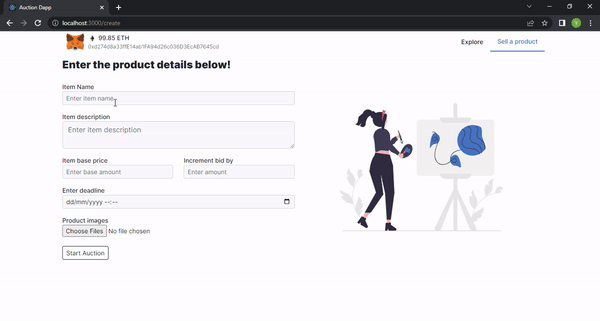 Auction Dapp
localhost:3000/create
99.85 ETH
Explore
Sell a product
Enter the product details below!
Item Name
Enter item name
Item description
Enter item description
Item base price
Increment bid by
Enter base amount
Enter amount
Enter deadline
dd/mm/yyyy --:--
Product images
Choose Files No file chosen
Start Auction